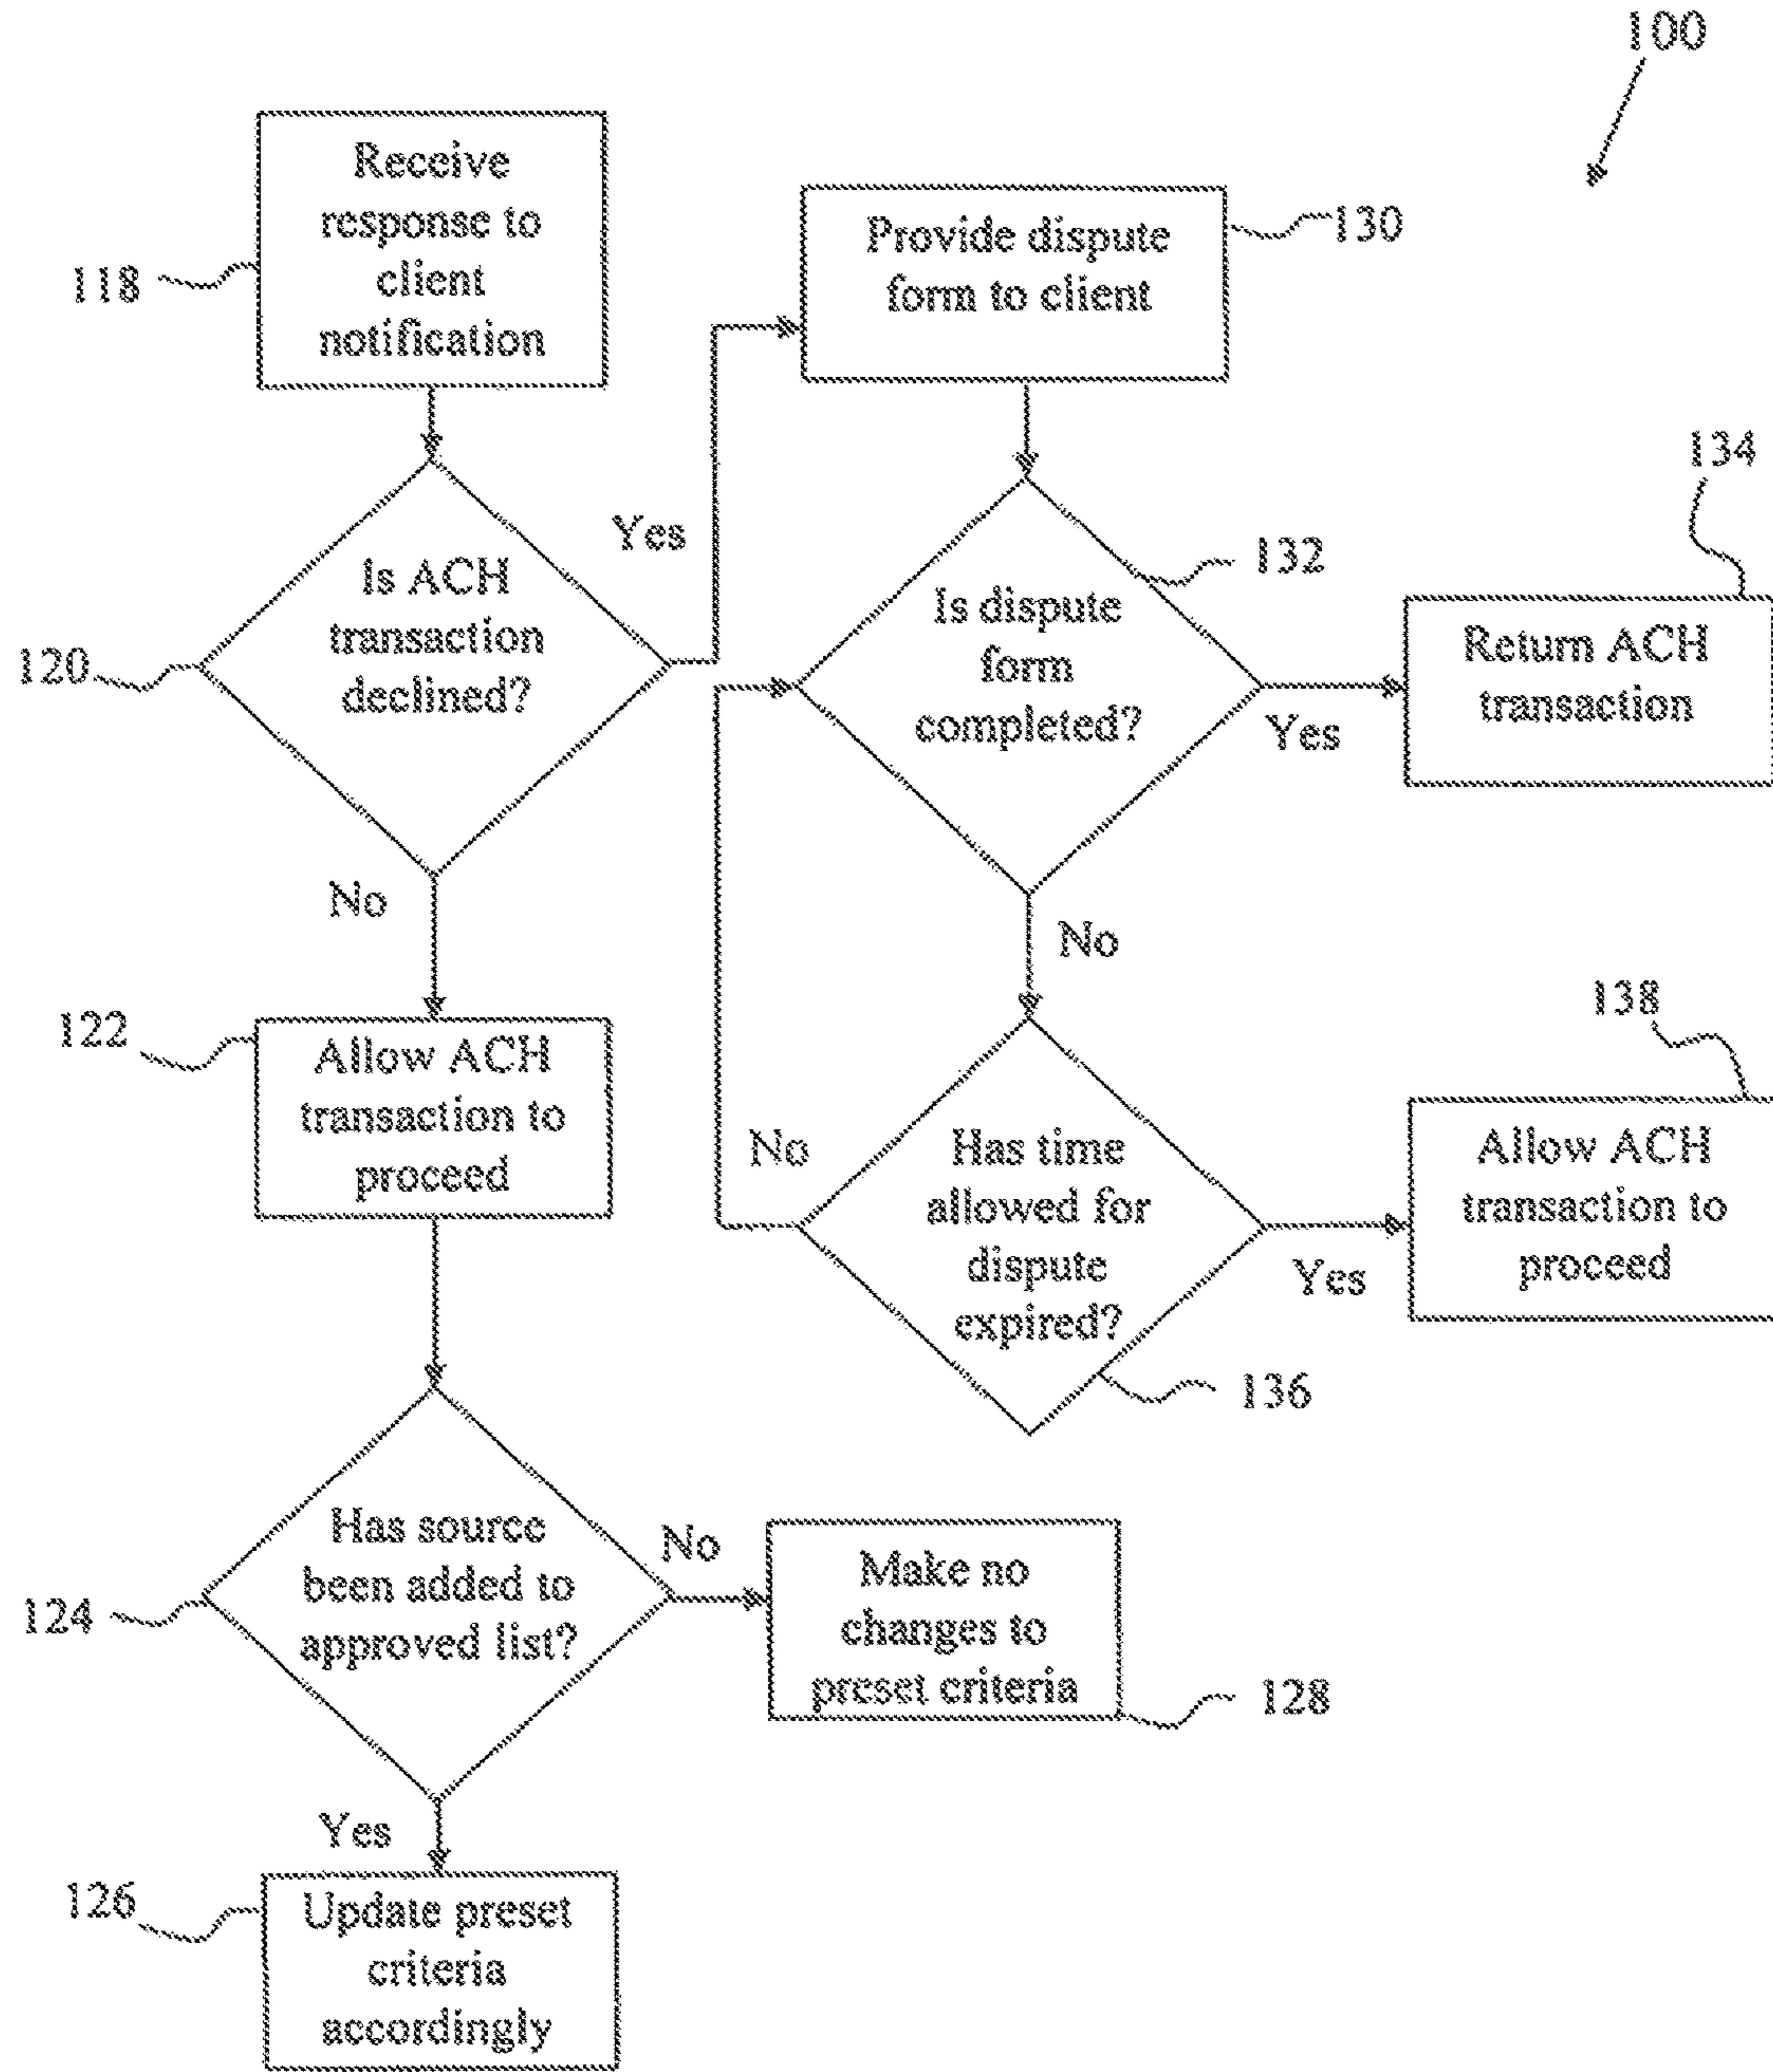 100
Receive
response to
client
notification
118
Provide dispute
form to client
130
Is ACH
transaction
declined?
120
Yes
No
Is dispute
form
completed?
132
Yes
No
134
Return ACH
transaction
122
Allow ACH
transaction to
proceed
Has time
allowed for
dispute
expired?
No
Yes
136
138
Allow ACH
transaction to
proceed
Has source
been added to
approved list?
124
No
Yes
Make no
changes to
preset criteria
128
126
Update preset
criteria
accordingly